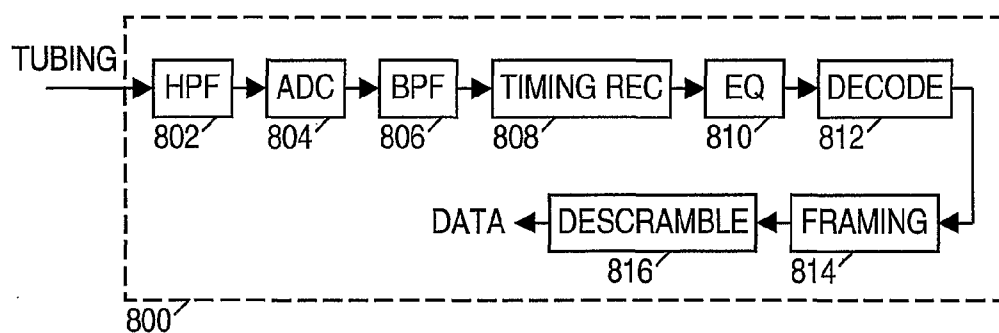 TUBING
HPF ADC BPF TIMING REC EQ DECODE
802 804 806 808 810 812
DATA DESCRAMBLE FRAMING
816 814
800